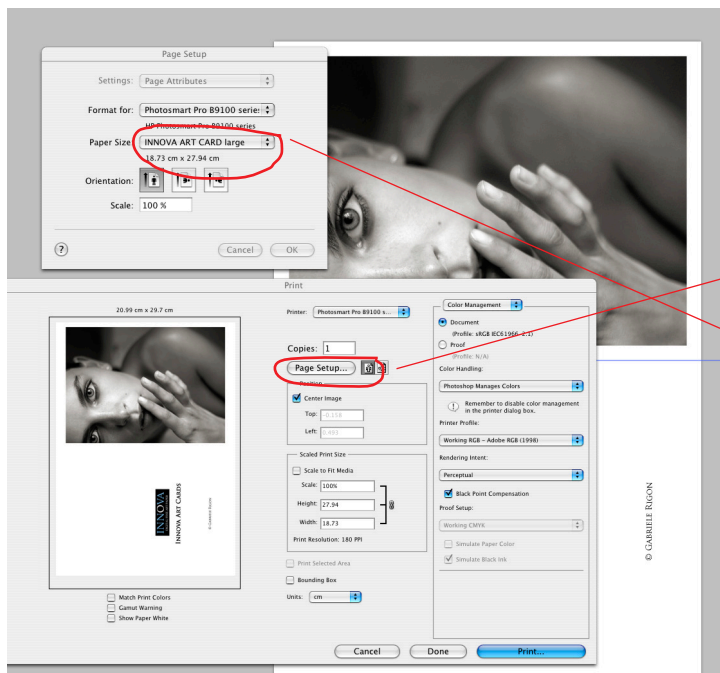 Page Setup
Settings: Page Attributes
Format for: Photosmart Pro B9100 serie:
HP Photosmart Pro B9100 series
Paper Size: INNOVA ART CARD large
18.73 cm x 27.94 cm
Orientation:
Scale: 100 %
? Cancel OK
Print
20.99 cm x 29.7 cm
INNOVA
INNOVA ART CARDS
© GABRIELE RIGON
Match Print Colors
Gamut Warning
Show Paper White
Printer: Photosmart Pro B9100 s...
Copies: 1
Page Setup...
Position
Center Image
Top: -0.158
Left: 0.493
Scaled Print Size
Scale to Fit Media
Scale: 100%
Height: 27.94
Width: 18.73
Print Resolution: 180 PPI
Print Selected Area
Bounding Box
Units: cm
Color Management
Document
(Profile: sRGB IEC61966-2.1)
Proof
(Profile: N/A)
Color Handling:
Photoshop Manages Colors
Remember to disable color management
in the printer dialog box.
Printer Profile:
Working RGB - Adobe RGB (1998)
Rendering Intent:
Perceptual
Black Point Compensation
Proof Setup:
Working CMYK
Simulate Paper Color
Simulate Black Ink
Cancel Done Print...
© GABRIELE RIGON